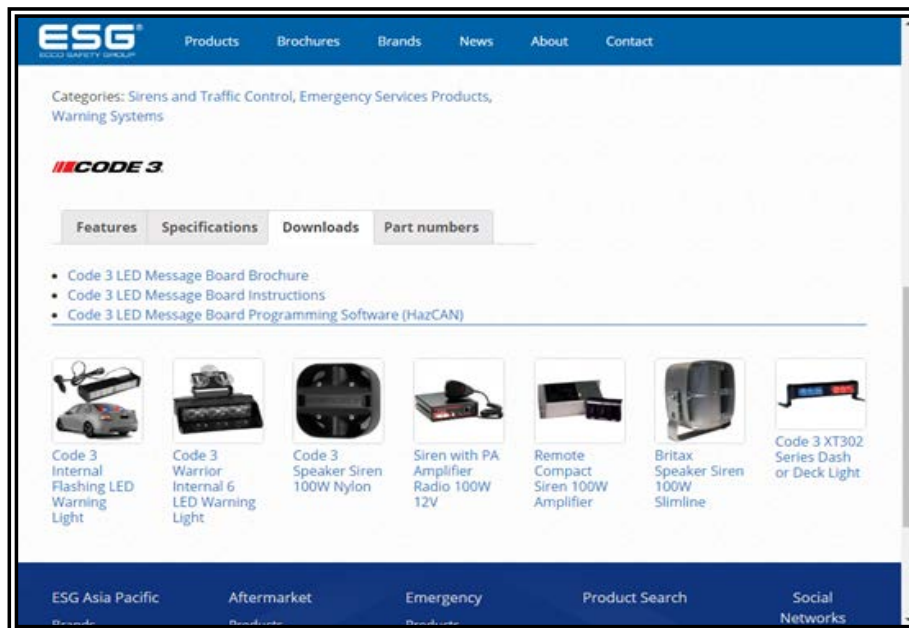 ESG®
ECCO SAFETY GROUP
Products Brochures Brands News About Contact
Categories: Sirens and Traffic Control, Emergency Services Products,
Warning Systems
CODE 3
Features Specifications Downloads Part numbers
• Code 3 LED Message Board Brochure
• Code 3 LED Message Board Instructions
• Code 3 LED Message Board Programming Software (HazCAN)
Code 3
Internal
Flashing LED
Warning
Light
Code 3
Warrior
Internal 6
LED Warning
Light
Code 3
Speaker Siren
100W Nylon
Siren with PA
Amplifier
Radio 100W
12V
Remote
Compact
Siren 100W
Amplifier
Britax
Speaker Siren
100W
Slimline
Code 3 XT302
Series Dash
or Deck Light
ESG Asia Pacific Aftermarket Emergency Product Search Social
Networks
Brands Products Products